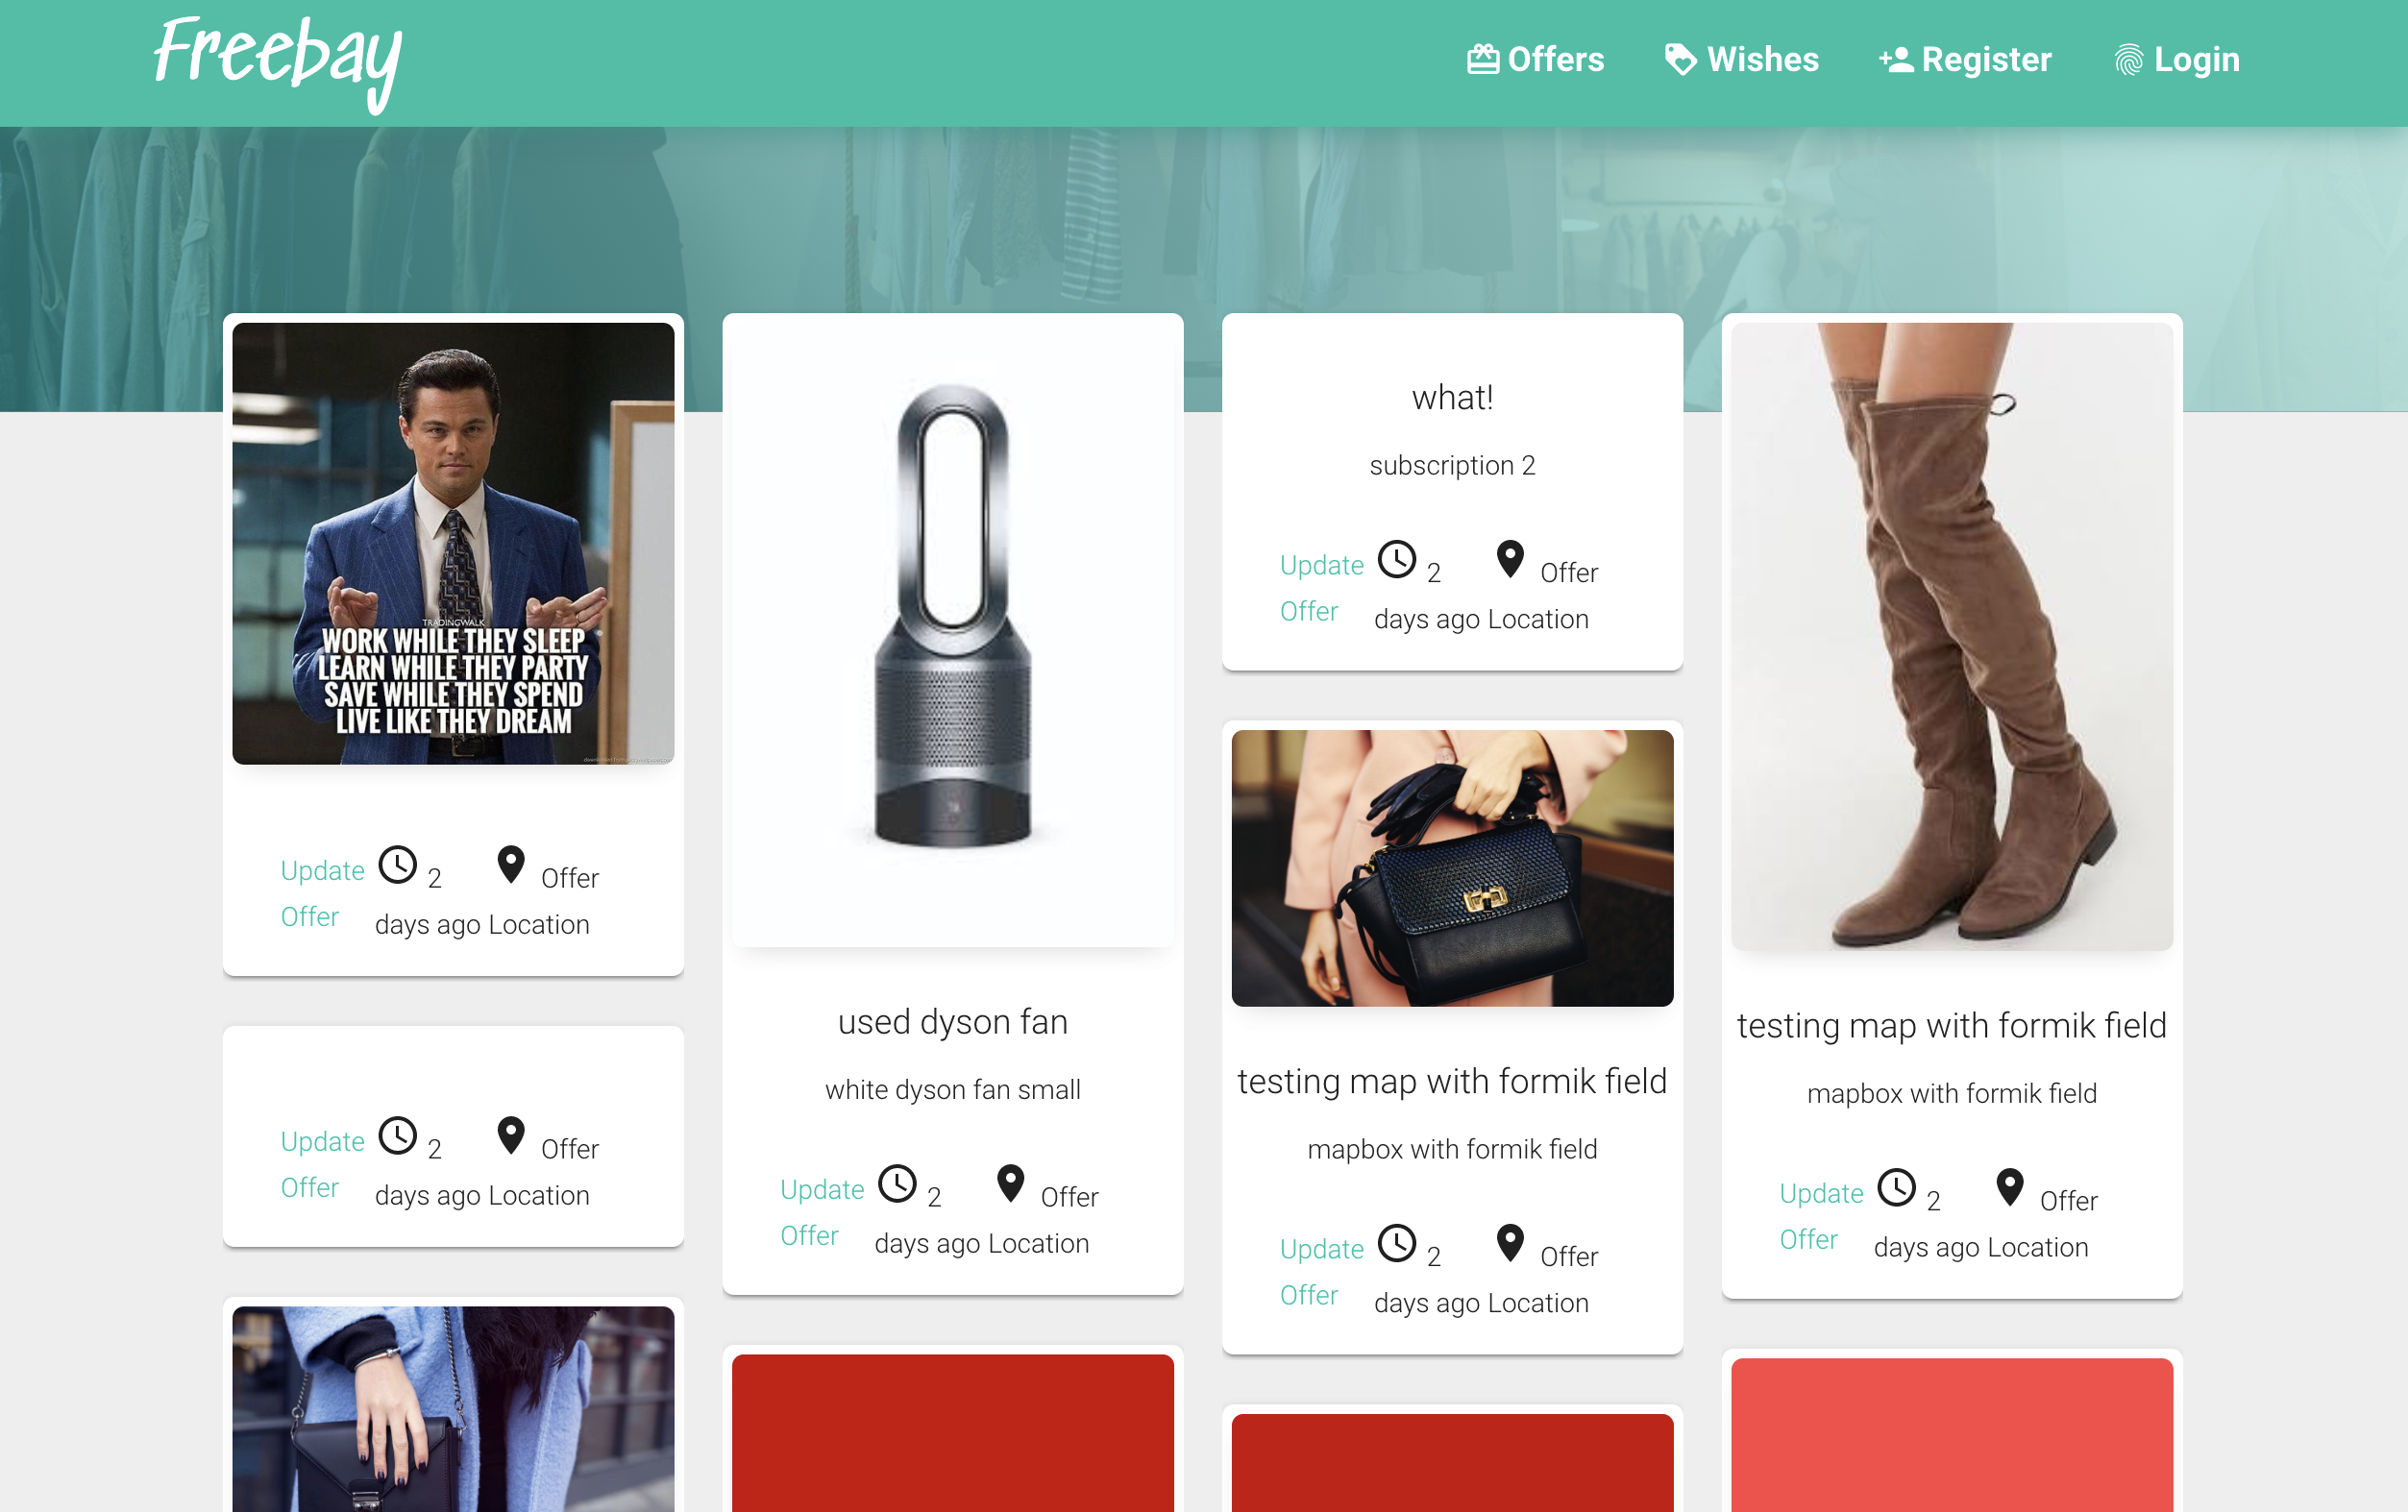 Freebay
Offers
Wishes
Register
Login
TRADINGWALK
WORK WHILE THEY SLEEP
LEARN WHILE THEY PARTY
SAVE WHILE THEY SPEND
LIVE LIKE THEY DREAM
Update 2 Offer
Offer days ago Location
Update 2 Offer
Offer days ago Location
used dyson fan
white dyson fan small
Update 2 Offer
Offer days ago Location
what!
subscription 2
Update 2 Offer
Offer days ago Location
testing map with formik field
mapbox with formik field
Update 2 Offer
Offer days ago Location
testing map with formik field
mapbox with formik field
Update 2 Offer
Offer days ago Location